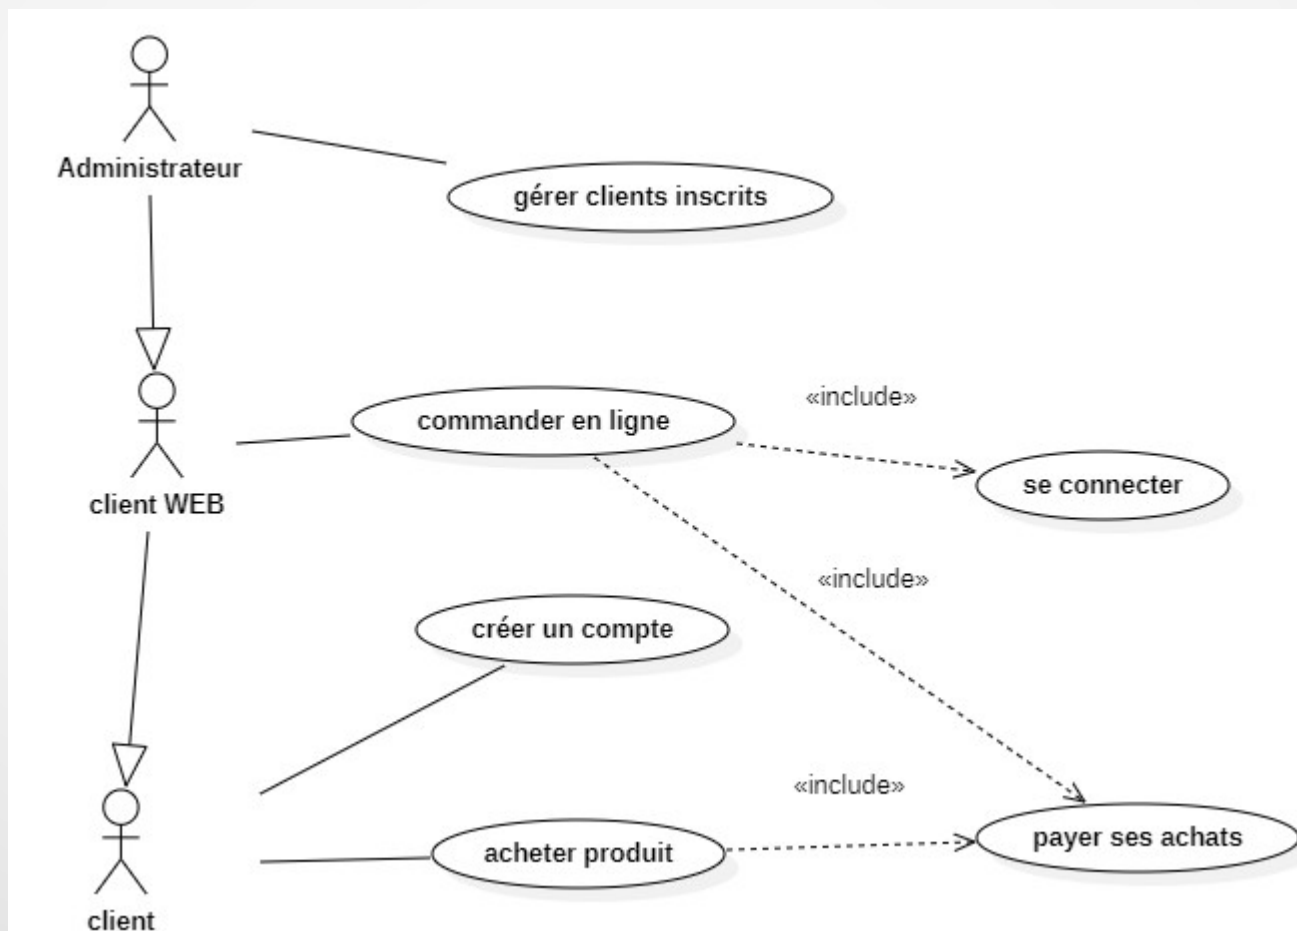 Administrateur
gérer clients inscrits
«include»
commander en ligne
se connecter
client WEB
«include»
créer un compte
«include»
payer ses achats
acheter produit
client